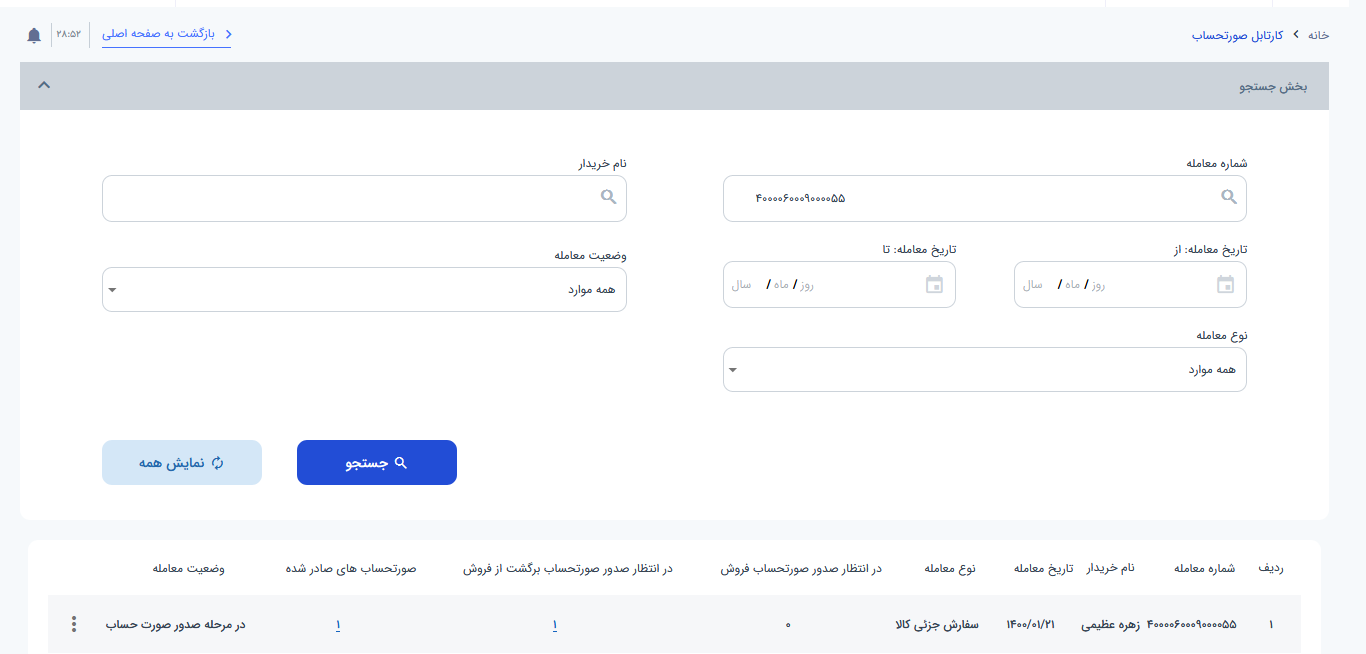 خانه
کارتابل صورتحساب
بازگشت به صفحه اصلی
۲۸:۵۲
بخش جستجو
شماره معامله
نام خریدار
۴۰۰۰۰۶۰۰۰۹۰۰۰۰۵۵
تاریخ معامله: از
تاریخ معامله: تا
وضعیت معامله
روز / ماه / سال
روز / ماه / سال
همه موارد
نوع معامله
همه موارد
جستجو
نمایش همه
ردیف شماره معامله نام خریدار تاریخ معامله نوع معامله در انتظار صدور صورتحساب فروش در انتظار صدور صورتحساب برگشت از فروش صورتحساب های صادر شده وضعیت معامله
۱ ۴۰۰۰۰۶۰۰۰۹۰۰۰۰۵۵ زهره عظیمی ۱۴۰۰/۰۱/۲۱ سفارش جزئی کالا ۰ ۱ ۱ در مرحله صدور صورت حساب